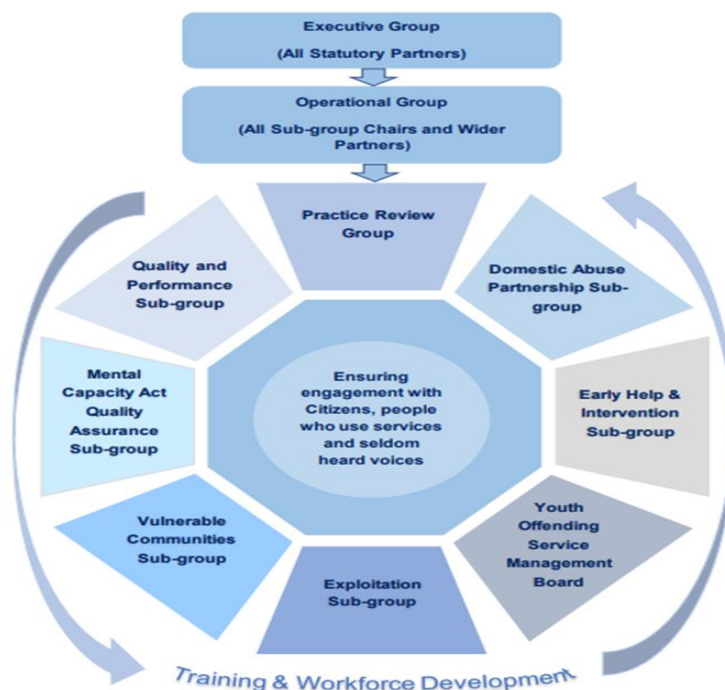 Executive Group
(All Statutory Partners)
Operational Group
(All Sub-group Chairs and Wider
Partners)
Practice Review
Group
Domestic Abuse
Partnership Sub-
group
Early Help &
Intervention
Sub-group
Youth
Offending
Service
Management
Board
Exploitation
Sub-group
Vulnerable
Communities
Sub-group
Mental
Capacity Act
Quality
Assurance
Sub-group
Quality and
Performance
Sub-group
Ensuring
engagement with
Citizens, people
who use services
and seldom
heard voices
Training & Workforce Development